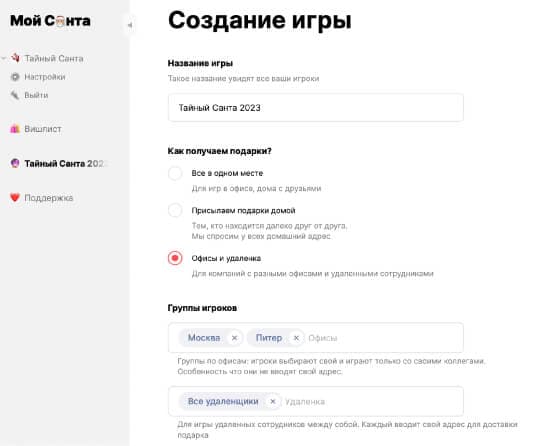 Мой Санта
Тайный Санта
Настройки
Выйти
Вишлист
Тайный Санта 202
Поддержка
Создание игры
Название игры
Такое название увидят все ваши игроки
Тайный Санта 2023
Как получаем подарки?
Все в одном месте
Для игр в офисе, дома с друзьями
Присылаем подарки домой
Тем, кто находится далеко друг от друга.
Мы спросим у всех домашний адрес
Офисы и удаленка
Для компаний с разными офисами и удаленными сотрудниками
Группы игроков
Москва × Питер × Офисы
Группы по офисам: игроки выбирают свой и играют только со своими коллегами.
Особенность что они не вводят свой адрес.
Все удаленщики × Удаленка
Для игры удаленных сотрудников между собой. Каждый вводит свой адрес для доставки
подарка